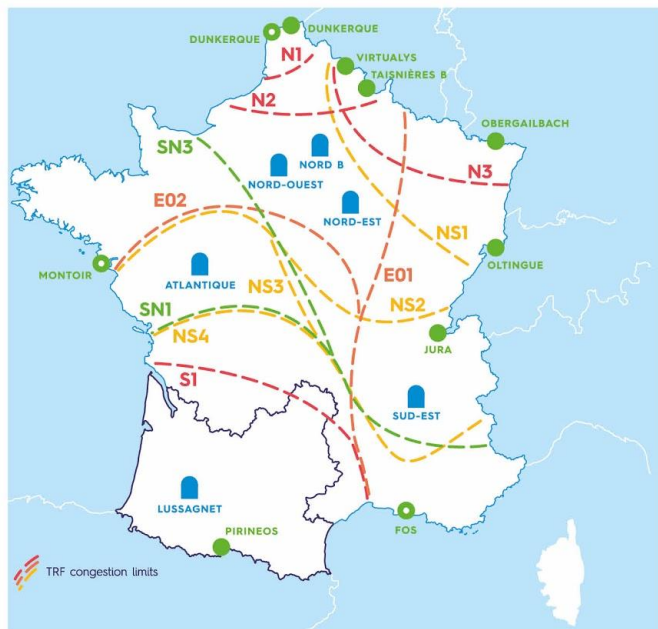 DUNKERQUE
DUNKERQUE
N1
VIRTUALYS
TAISNIÈRES B
N2
OBERGAILBACH
SN3
NORD B
NORD-OUEST
N3
E02
NORD-EST
NS1
MONTOIR
OLTINGUE
ATLANTIQUE
NS3
E01
SN1
NS2
NS4
JURA
S1
SUD-EST
LUSSAGNET
FOS
PIRINEOS
TRF congestion limits